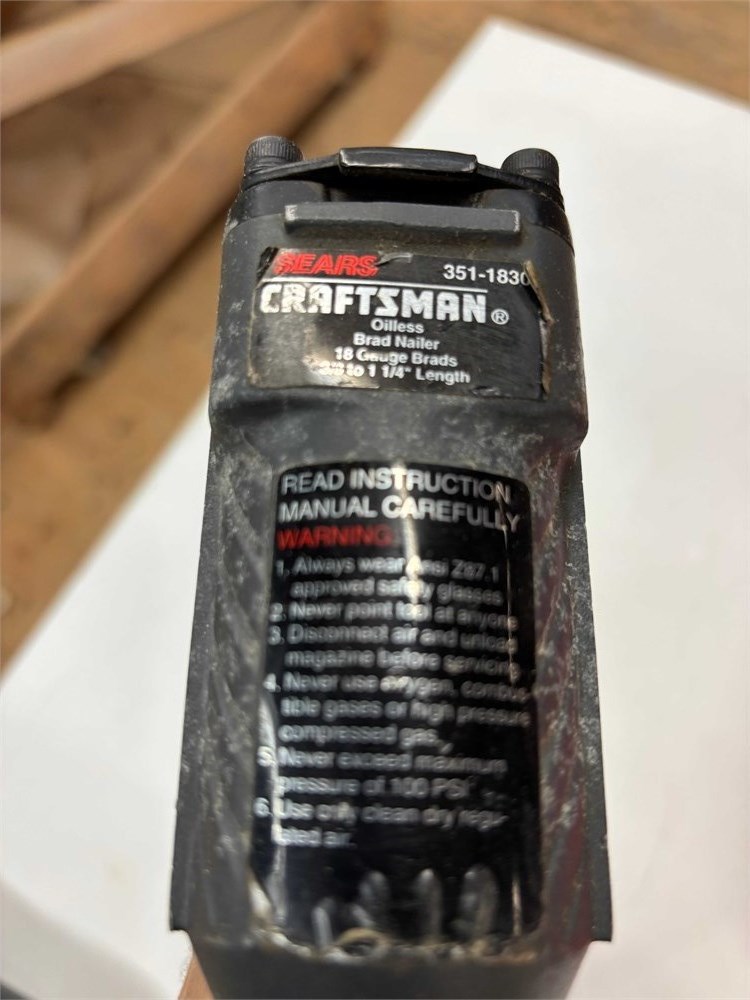 SEARS
351-1830
CRAFTSMAN ®
Oilless
Brad Nailer
18 Gauge Brads
to 1 1/4" Length
READ INSTRUCTION
MANUAL CAREFULLY
WARNING:
1. Always wear Ansi Z87.1
approved safety glasses
2. Never point tool at anyone
3. Disconnect air and unload
magazine before servicing
4. Never use oxygen, combus-
tible gases or high pressure
compressed gas.
5. Never exceed maximum
pressure of 100 PSI.
6. Use only clean dry regu-
lated air.